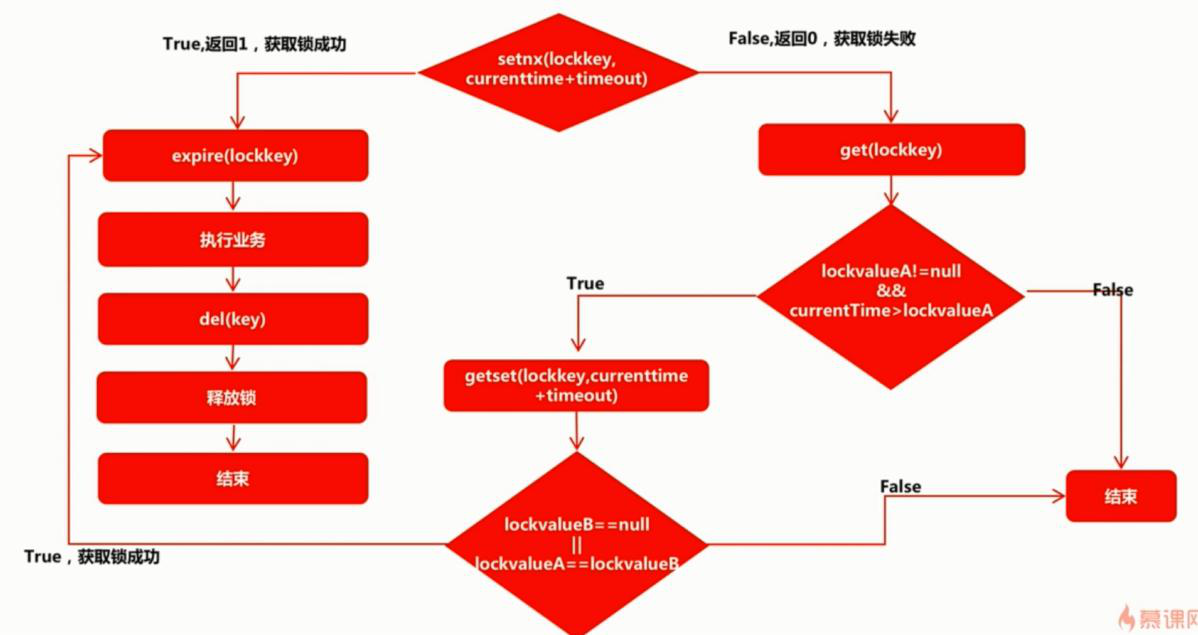 True,返回1，获取锁成功
setnx(lockkey,
currenttime+timeout)
False,返回0，获取锁失败
expire(lockkey)
get(lockkey)
执行业务
lockvalueA!=null
&&
currentTime>lockvalueA
True
False
del(key)
getset(lockkey,currenttime
+timeout)
释放锁
结束
False
结束
lockvalueB==null
||
lockvalueA==lockvalueB
True，获取锁成功
慕课网